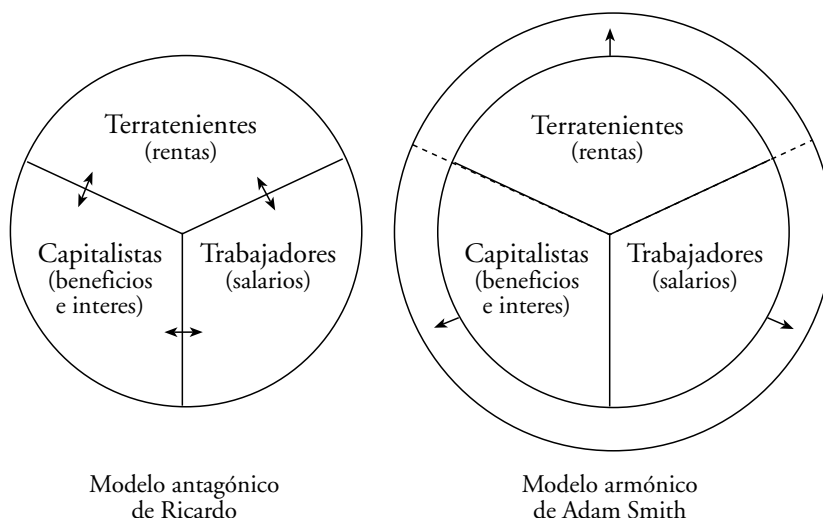 Terratenientes
(rentas)
Capitalistas
(beneficios
e interes)
Trabajadores
(salarios)
Modelo antagónico
de Ricardo
Terratenientes
(rentas)
Capitalistas
(beneficios
e interes)
Trabajadores
(salarios)
Modelo armónico
de Adam Smith